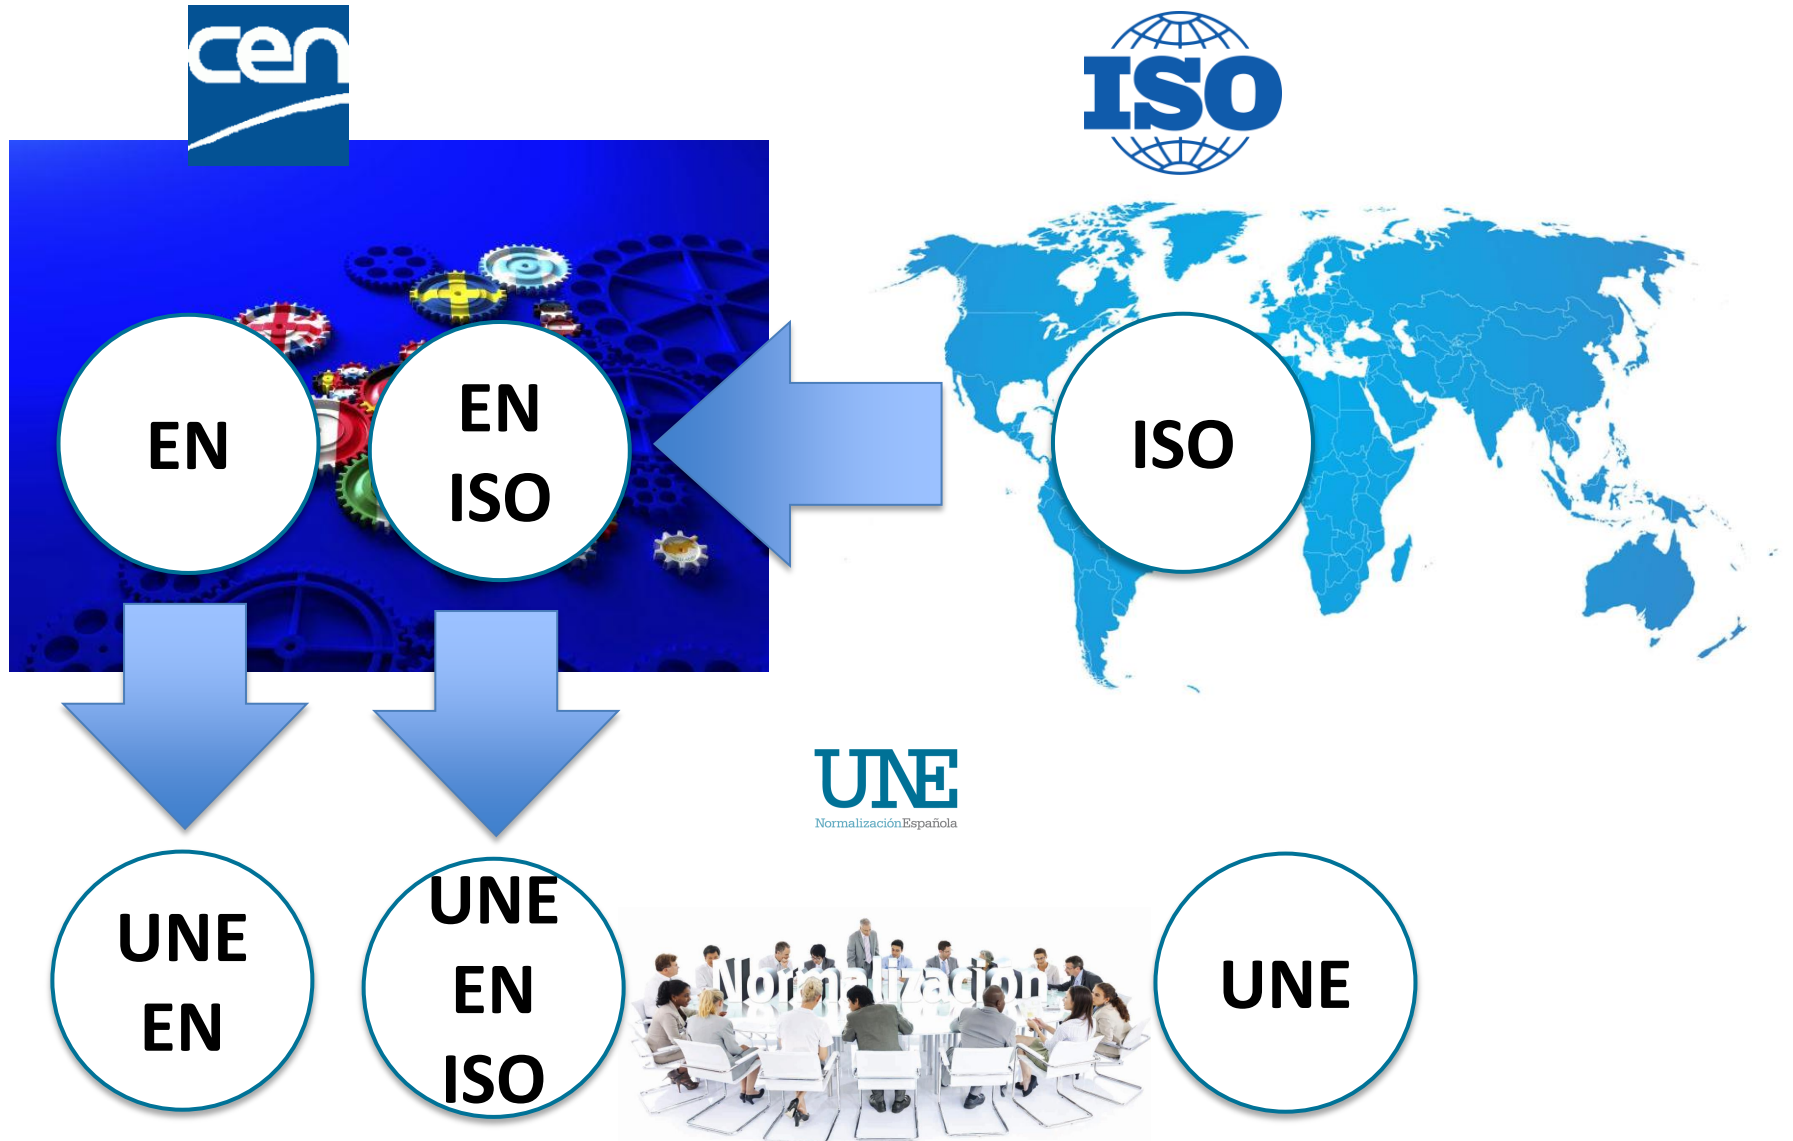 cen
ISO
EN
EN
ISO
ISO
UNE
NormalizaciónEspañola
UNE
EN
UNE
EN
ISO
Normalización
UNE